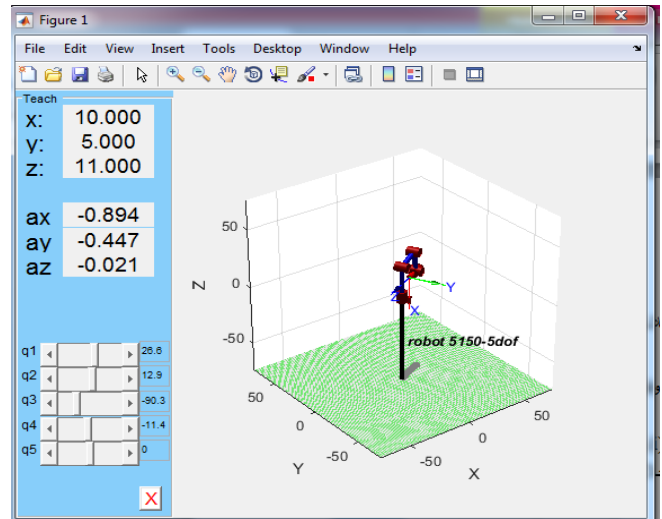 Figure 1
File Edit View Insert Tools Desktop Window Help
Teach
x: 10.000
y: 5.000
z: 11.000
ax -0.894
ay -0.447
az -0.021
q1 26.6
q2 12.9
q3 -90.3
q4 -11.4
q5 0
X
50
0
-50
Z
Y
Z
X
robot 5150-5dof
50
0
-50
Y
50
0
-50
X